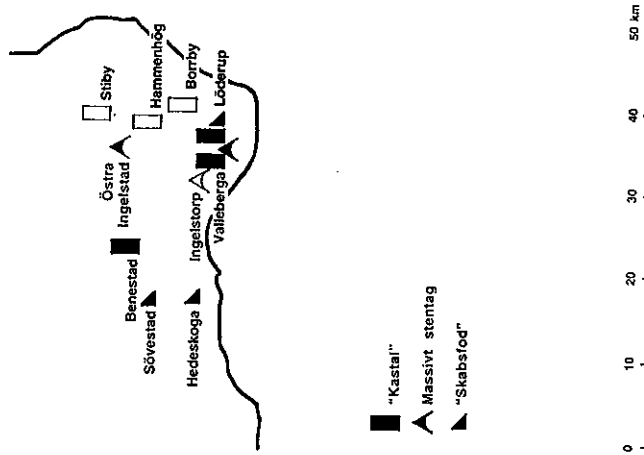 Stiby
Hammenhög
Borrby
Löderup
Östra
Ingelstad
Ingelstorp
Valleberga
Benestad
Sövestad
Hedeskoga
"Kastal"
Massivt stentag
"Skabsfod"
0 10 20 30 40 50 km